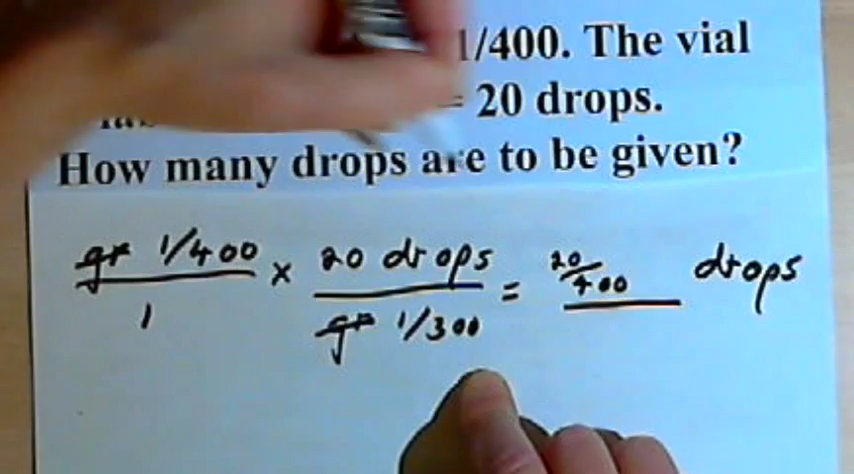 1/400. The vial
= 20 drops.
How many drops are to be given?
gr 1/400 × 20 drops = 20/400 drops
1 gr 1/300